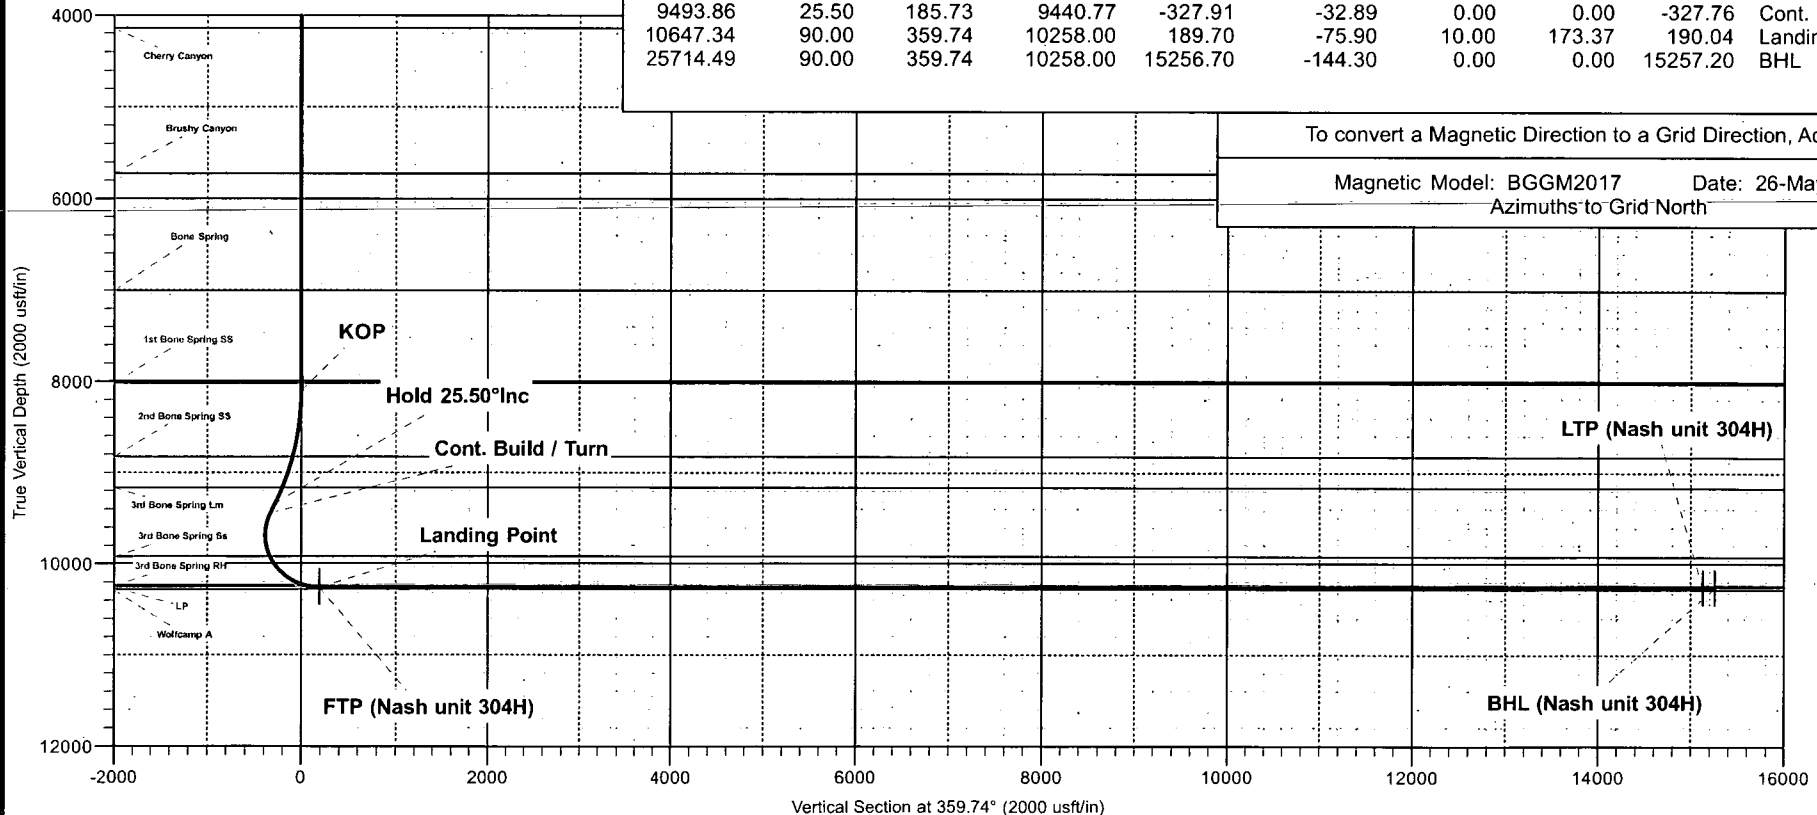 9493.86 25.50 185.73 9440.77 -327.91 -32.89 0.00 0.00 -327.76 Cont.
10647.34 90.00 359.74 10258.00 189.70 -75.90 10.00 173.37 190.04 Landin
25714.49 90.00 359.74 10258.00 15256.70 -144.30 0.00 0.00 15257.20 BHL
To convert a Magnetic Direction to a Grid Direction, Ad
Magnetic Model: BGGM2017 Date: 26-May
Azimuths to Grid North
4000
Cherry Canyon
Brushy Canyon
6000
Bone Spring
KOP
1st Bone Spring SS
8000
Hold 25.50°Inc
2nd Bone Spring SS
LTP (Nash unit 304H)
Cont. Build / Turn
3rd Bone Spring Lm
3rd Bone Spring Ss
Landing Point
10000
3rd Bone Spring RH
LP
Wolfcamp A
FTP (Nash unit 304H)
BHL (Nash unit 304H)
12000
-2000 0 2000 4000 6000 8000 10000 12000 14000 16000
Vertical Section at 359.74° (2000 usft/in)
True Vertical Depth (2000 usft/in)